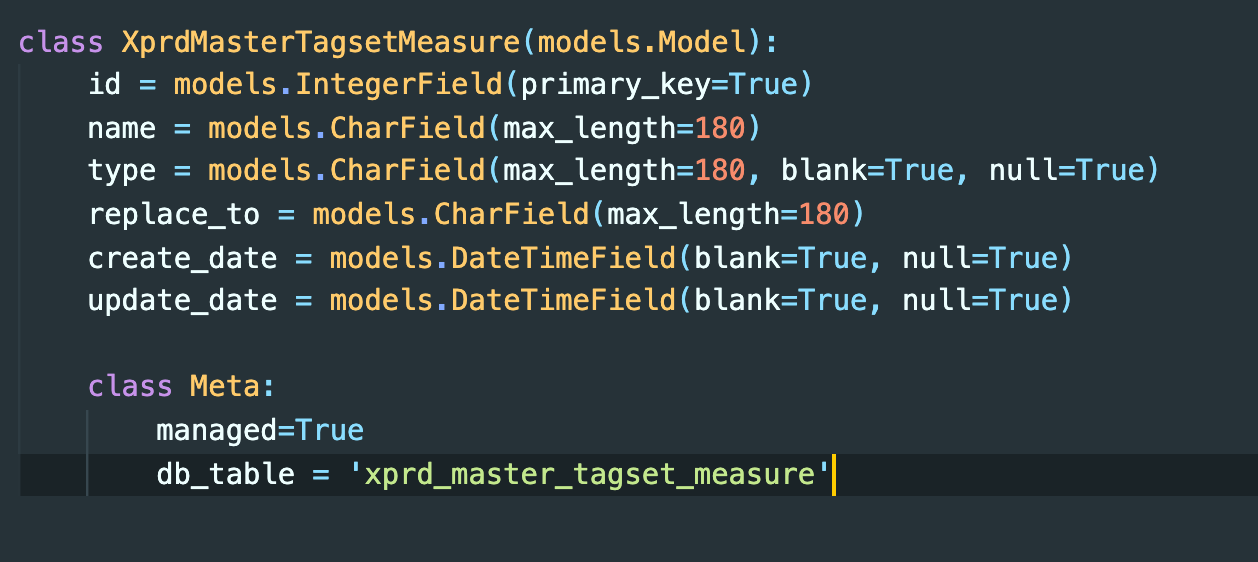 class XprdMasterTagsetMeasure(models.Model):
    id = models.IntegerField(primary_key=True)
    name = models.CharField(max_length=180)
    type = models.CharField(max_length=180, blank=True, null=True)
    replace_to = models.CharField(max_length=180)
    create_date = models.DateTimeField(blank=True, null=True)
    update_date = models.DateTimeField(blank=True, null=True)
    class Meta:
        managed=True
        db_table = 'xprd_master_tagset_measure'